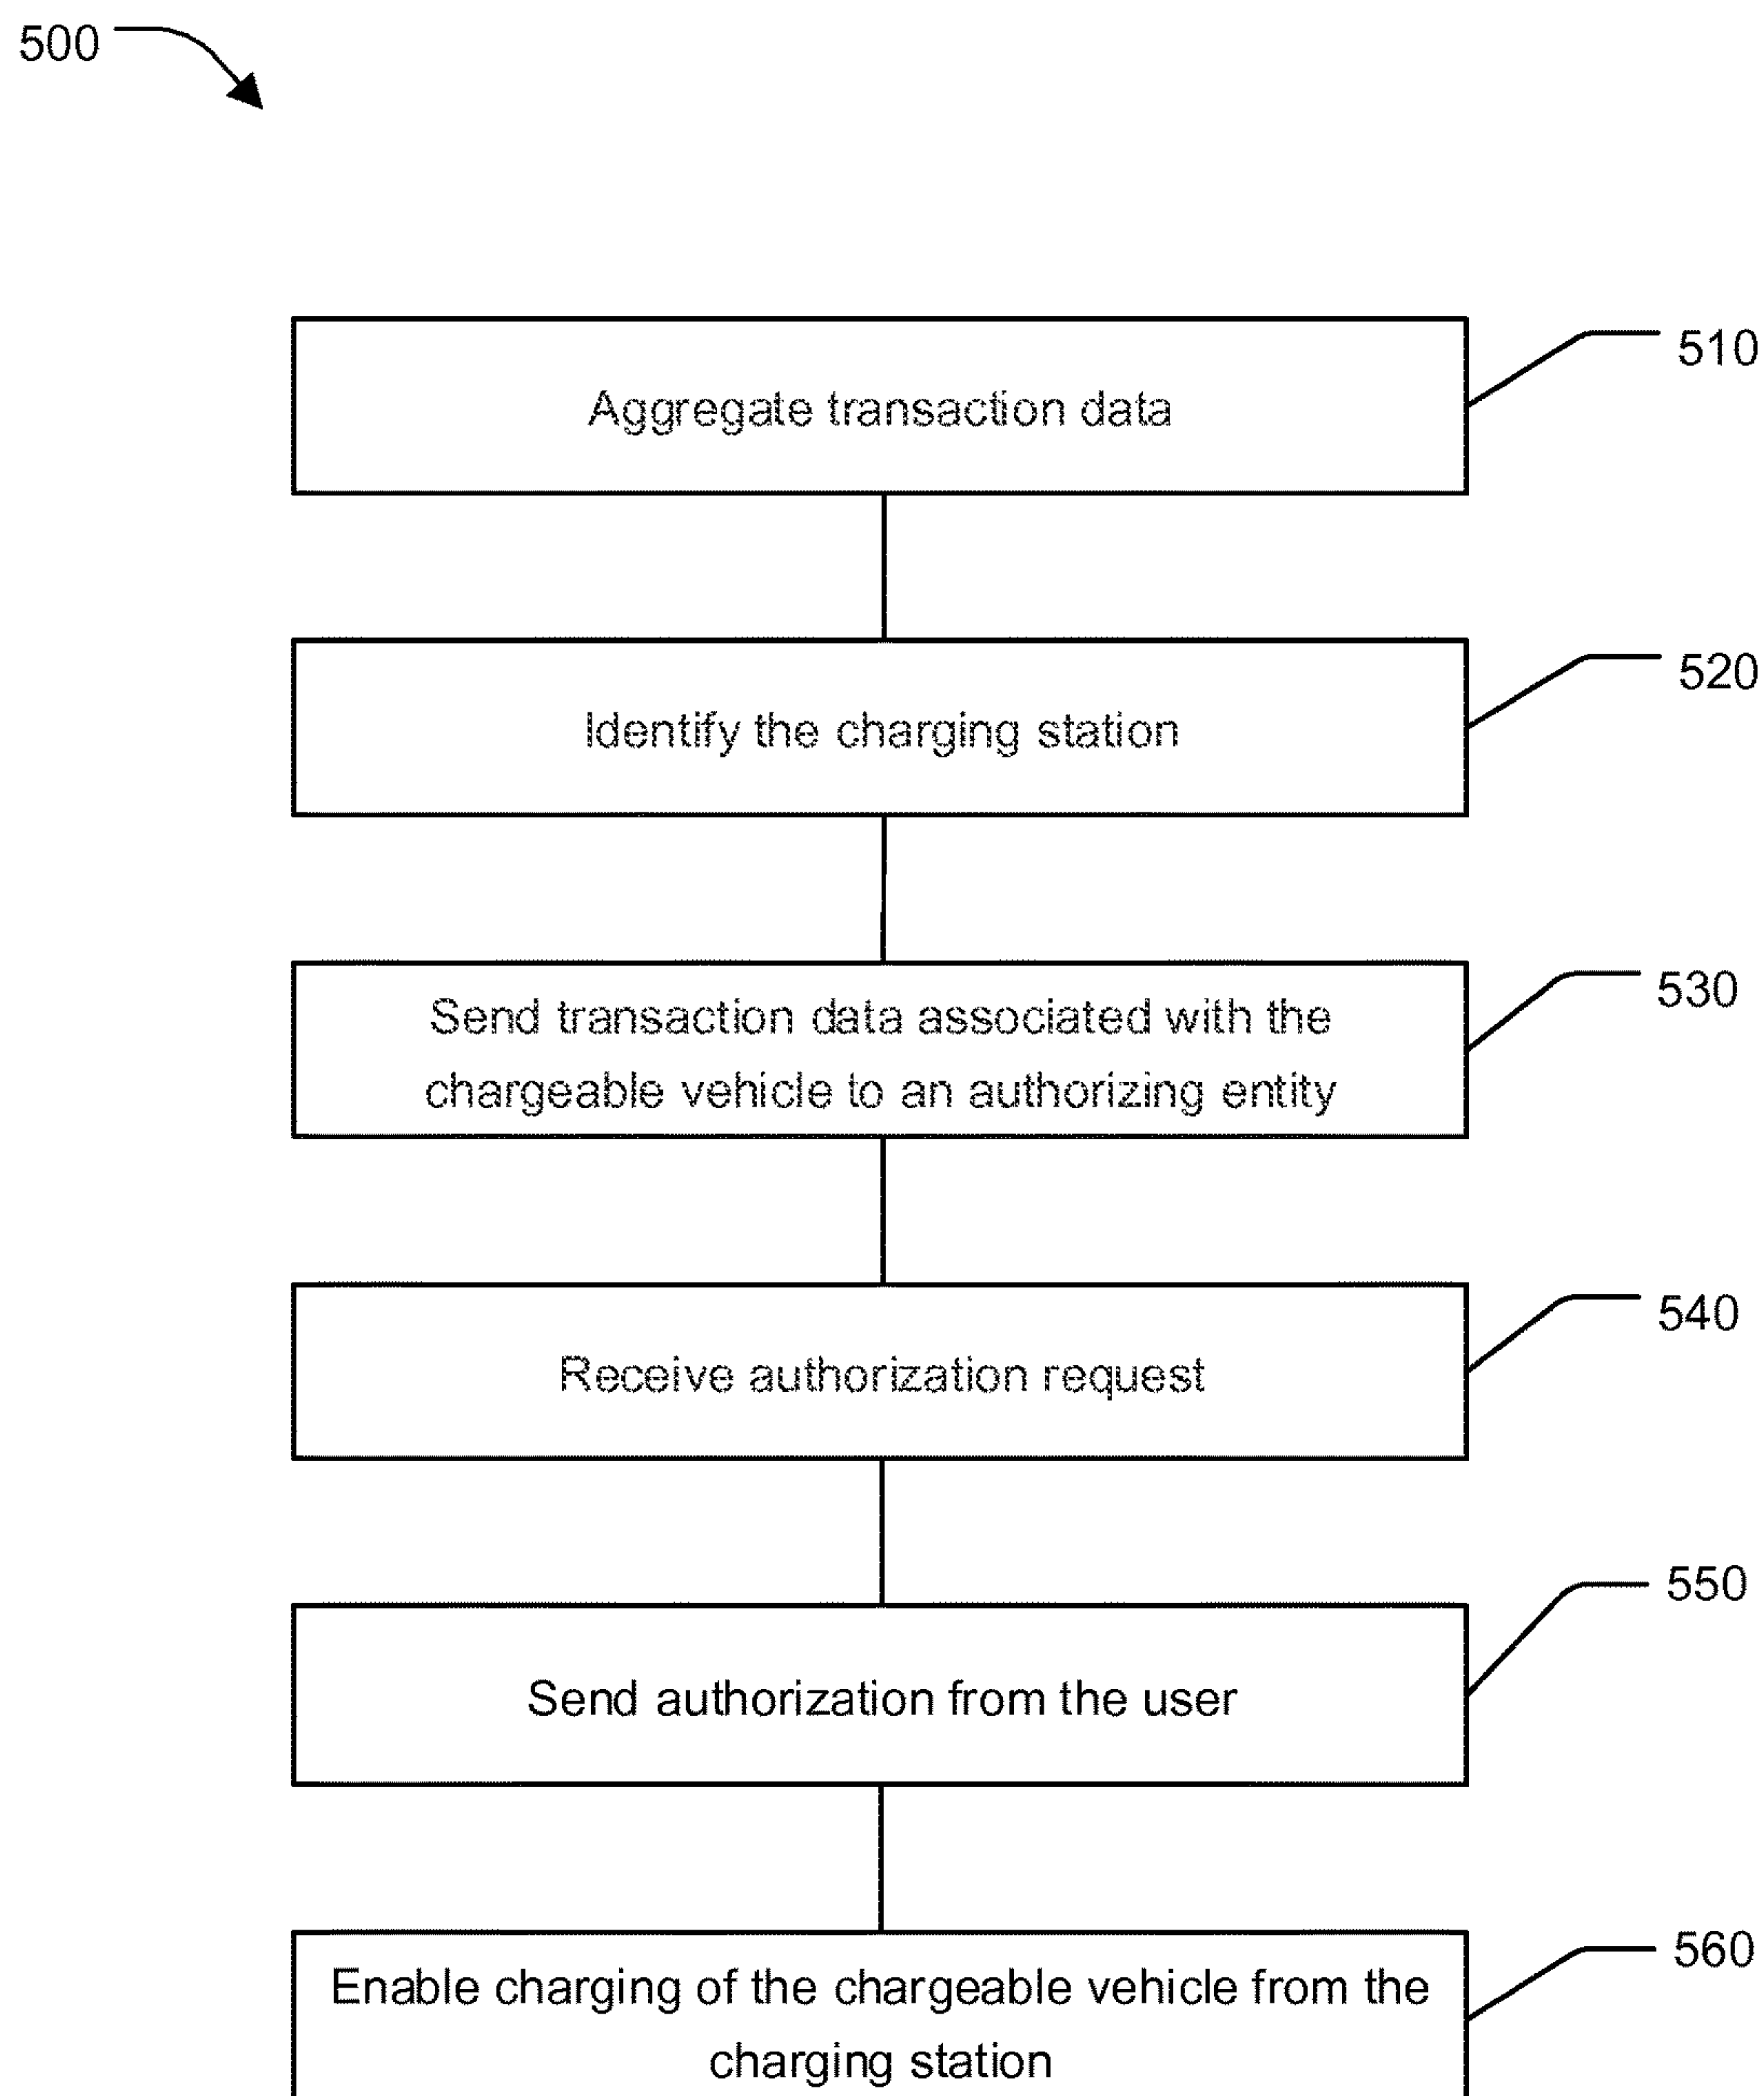 500
Aggregate transaction data
510
Identify the charging station
520
Send transaction data associated with the
chargeable vehicle to an authorizing entity
530
Receive authorization request
540
Send authorization from the user
550
Enable charging of the chargeable vehicle from the
charging station
560